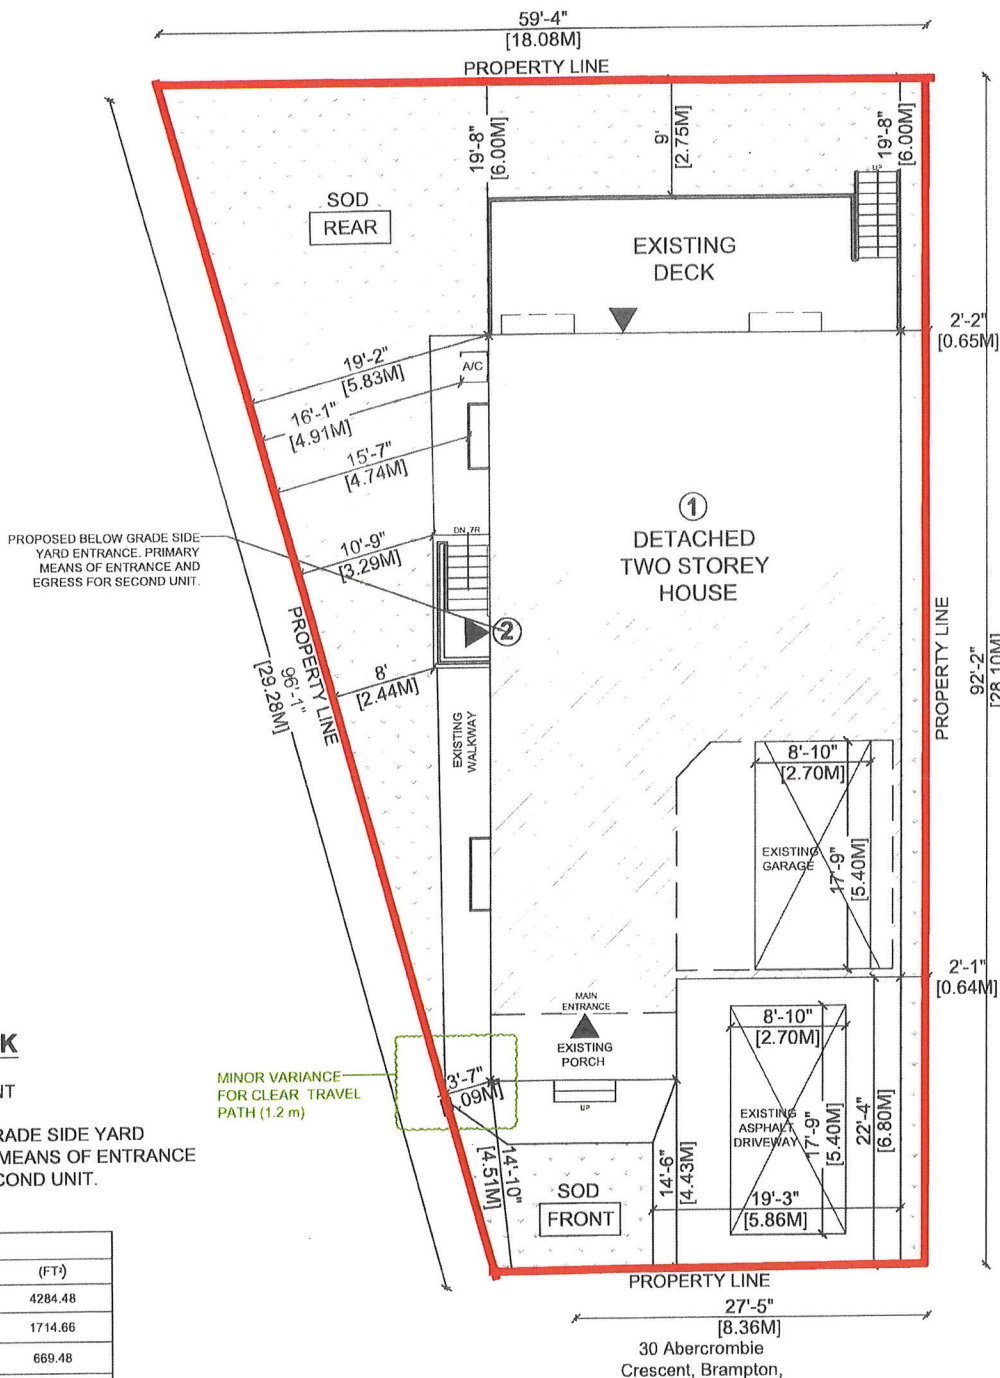 59'-4"
[18.08M]
PROPERTY LINE
19'-8"
[6.00M]
9'
[2.75M]
19'-8"
[6.00M]
UP
SOD
REAR
EXISTING
DECK
2'-2"
[0.65M]
19'-2"
[5.83M]
A/C
16'-1"
[4.91M]
15'-7"
[4.74M]
1
DETACHED
TWO STOREY
HOUSE
PROPOSED BELOW GRADE SIDE
YARD ENTRANCE. PRIMARY
MEANS OF ENTRANCE AND
EGRESS FOR SECOND UNIT.
DN 7R
10'-9"
[3.29M]
2
PROPERTY LINE
96'-1"
[29.28M]
8'
[2.44M]
PROPERTY LINE
92'-2"
[28.10M]
EXISTING
WALKWAY
8'-10"
[2.70M]
EXISTING
GARAGE
17'-9"
[5.40M]
2'-1"
[0.64M]
MAIN
ENTRANCE
EXISTING
PORCH
UP
K
NT
RADE SIDE YARD
MEANS OF ENTRANCE
COND UNIT.
MINOR VARIANCE
FOR CLEAR TRAVEL
PATH (1.2 m)
3'-7"
.09M]
8'-10"
[2.70M]
EXISTING
ASPHALT
DRIVEWAY
17'-9"
[5.40M]
22'-4"
[6.80M]
14'-10"
[4.51M]
14'-6"
[4.43M]
19'-3"
[5.86M]
SOD
FRONT
(FT²)
4284.48
1714.66
669.48
PROPERTY LINE
27'-5"
[8.36M]
30 Abercrombie
Crescent, Brampton,